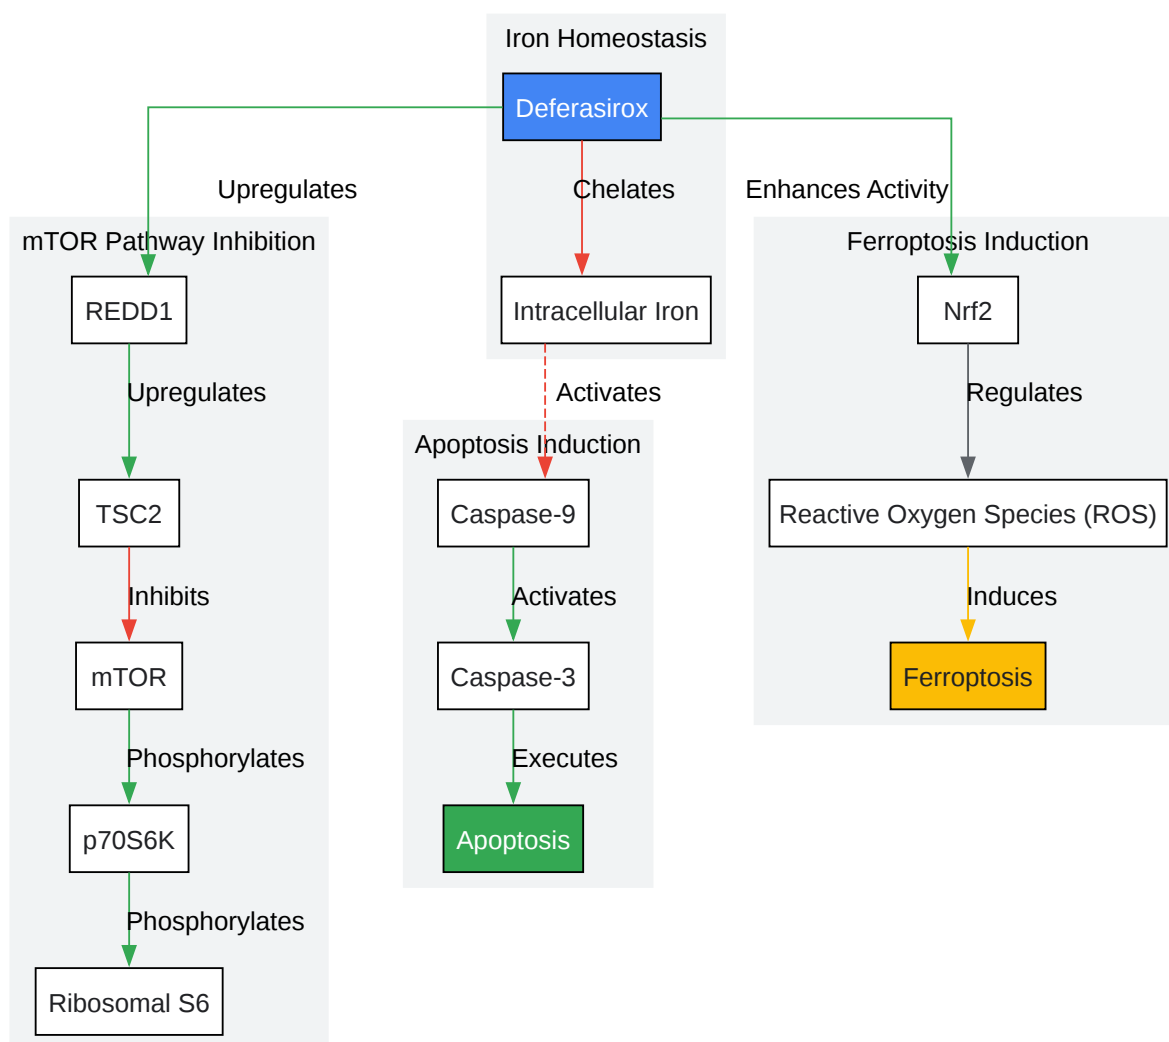 Iron Homeostasis
Deferasirox
Upregulates
Chelates
Enhances Activity
mTOR Pathway Inhibition
Ferroptosis Induction
REDD1
Intracellular Iron
Nrf2
Upregulates
Activates
Regulates
Apoptosis Induction
TSC2
Caspase-9
Reactive Oxygen Species (ROS)
Inhibits
Activates
Induces
mTOR
Caspase-3
Ferroptosis
Phosphorylates
Executes
p70S6K
Apoptosis
Phosphorylates
Ribosomal S6